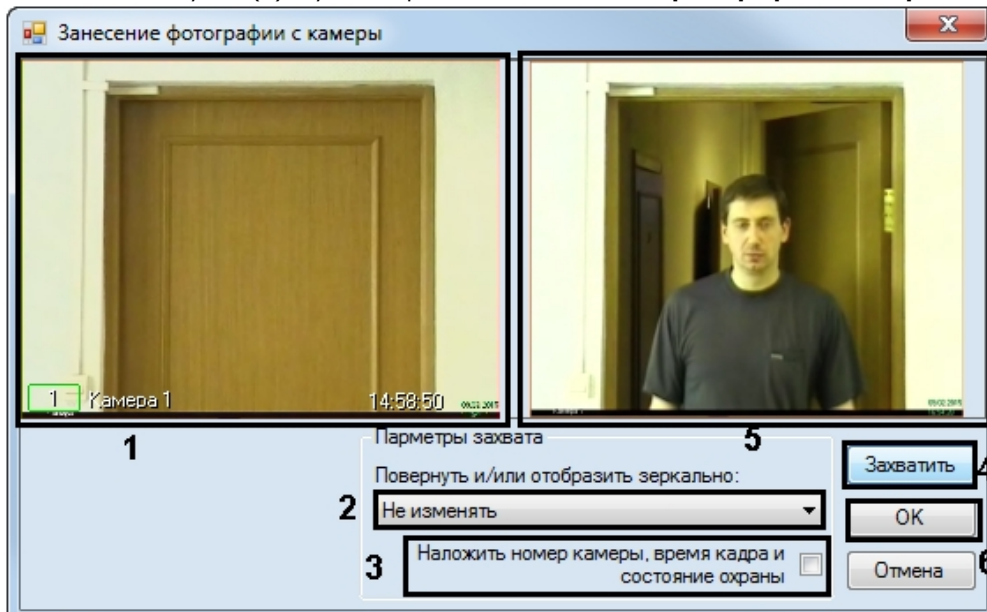 Занесение фотографии с камеры
1 Камера 1 14:58:50
1
5
Парметры захвата
Повернуть и/или отобразить зеркально:
2 Не изменять
3 Наложить номер камеры, время кадра и
состояние охраны
Захватить 4
OK
6
Отмена